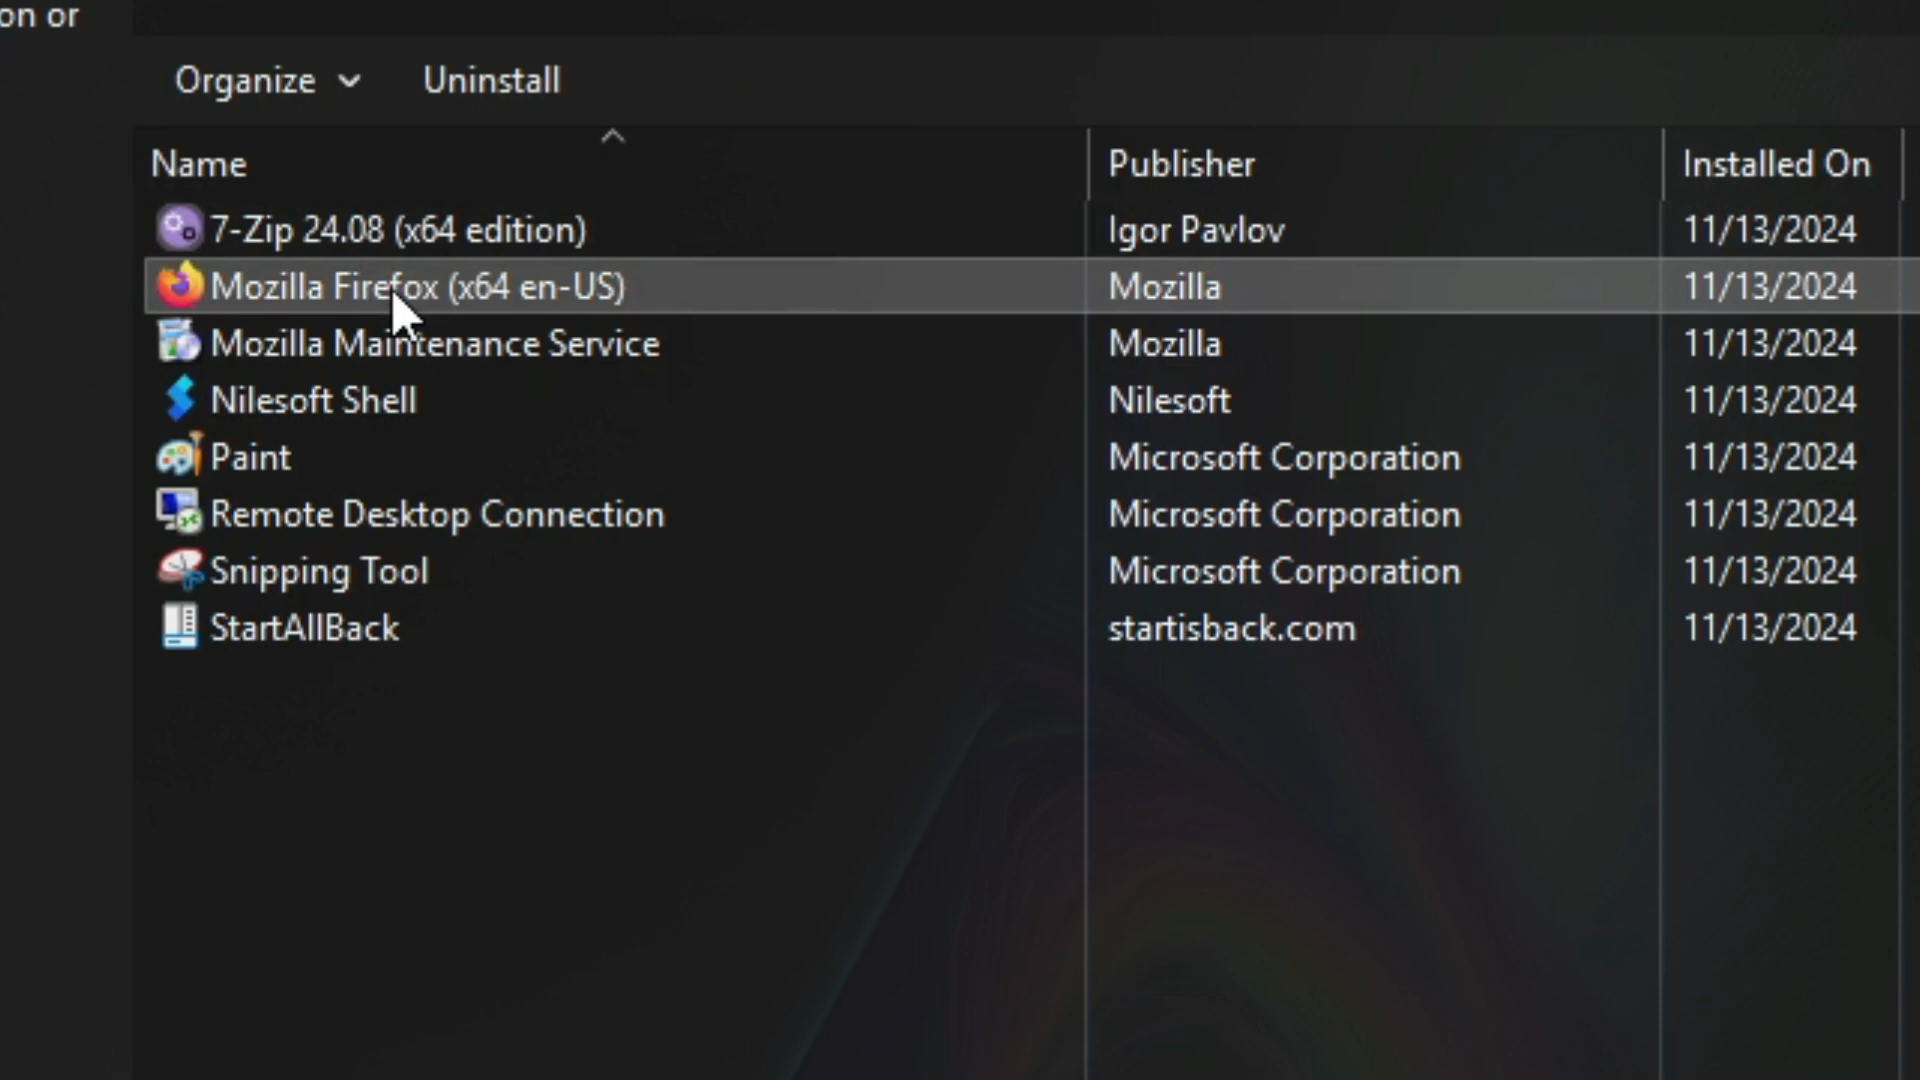 on or
Organize Uninstall
Name Publisher Installed On
7-Zip 24.08 (x64 edition) Igor Pavlov 11/13/2024
Mozilla Firefox (x64 en-US) Mozilla 11/13/2024
Mozilla Maintenance Service Mozilla 11/13/2024
Nilesoft Shell Nilesoft 11/13/2024
Paint Microsoft Corporation 11/13/2024
Remote Desktop Connection Microsoft Corporation 11/13/2024
Snipping Tool Microsoft Corporation 11/13/2024
StartAllBack startisback.com 11/13/2024